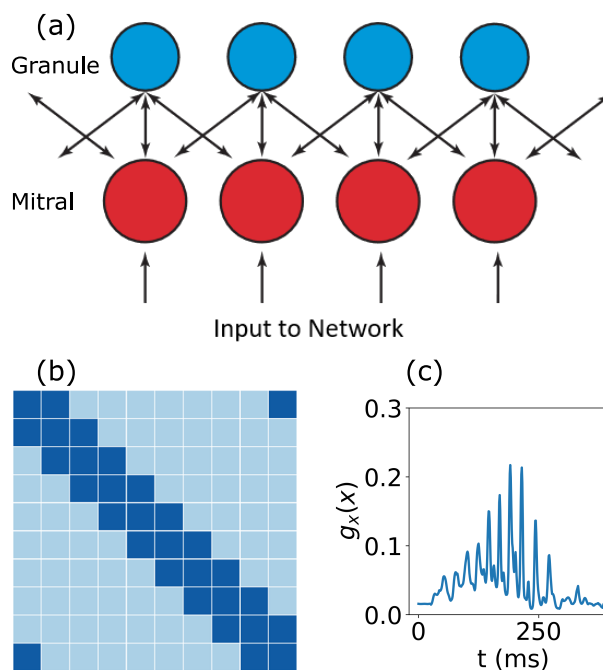 (a)
Granule
Mitral
Input to Network
(b)
(c)
0.3
0.2
0.1
0.0
g_x(x)
0
250
t (ms)